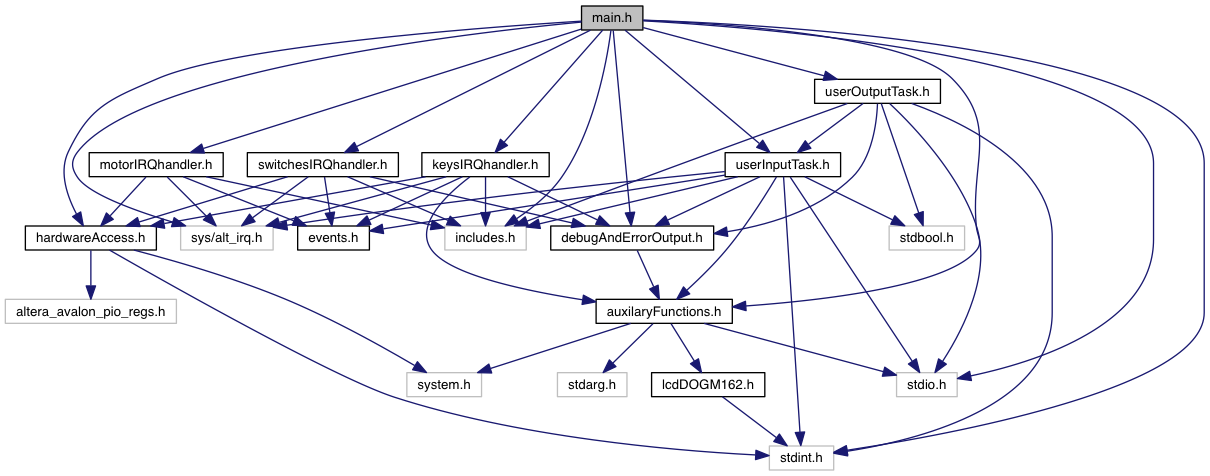 main.h
userOutputTask.h
motorIRQhandler.h
switchesIRQhandler.h
keysIRQhandler.h
userInputTask.h
hardwareAccess.h
sys/alt_irq.h
events.h
includes.h
debugAndErrorOutput.h
stdbool.h
altera_avalon_pio_regs.h
auxilaryFunctions.h
system.h
stdarg.h
lcdDOGM162.h
stdio.h
stdint.h